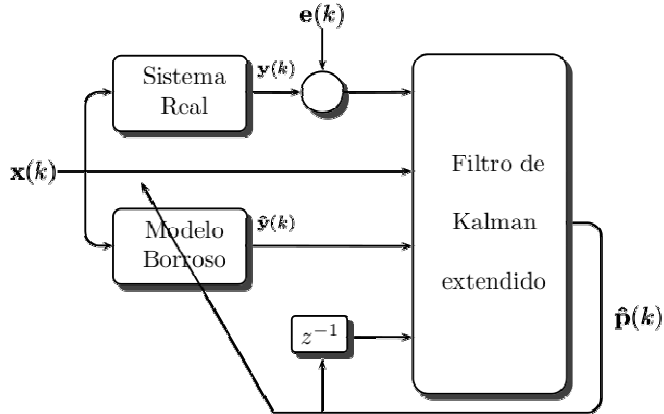 e(k)
Sistema
Real
y(k)
x(k)
Filtro de
Kalman
extendido
Modelo
Borroso
ŷ(k)
z⁻¹
p̂(k)